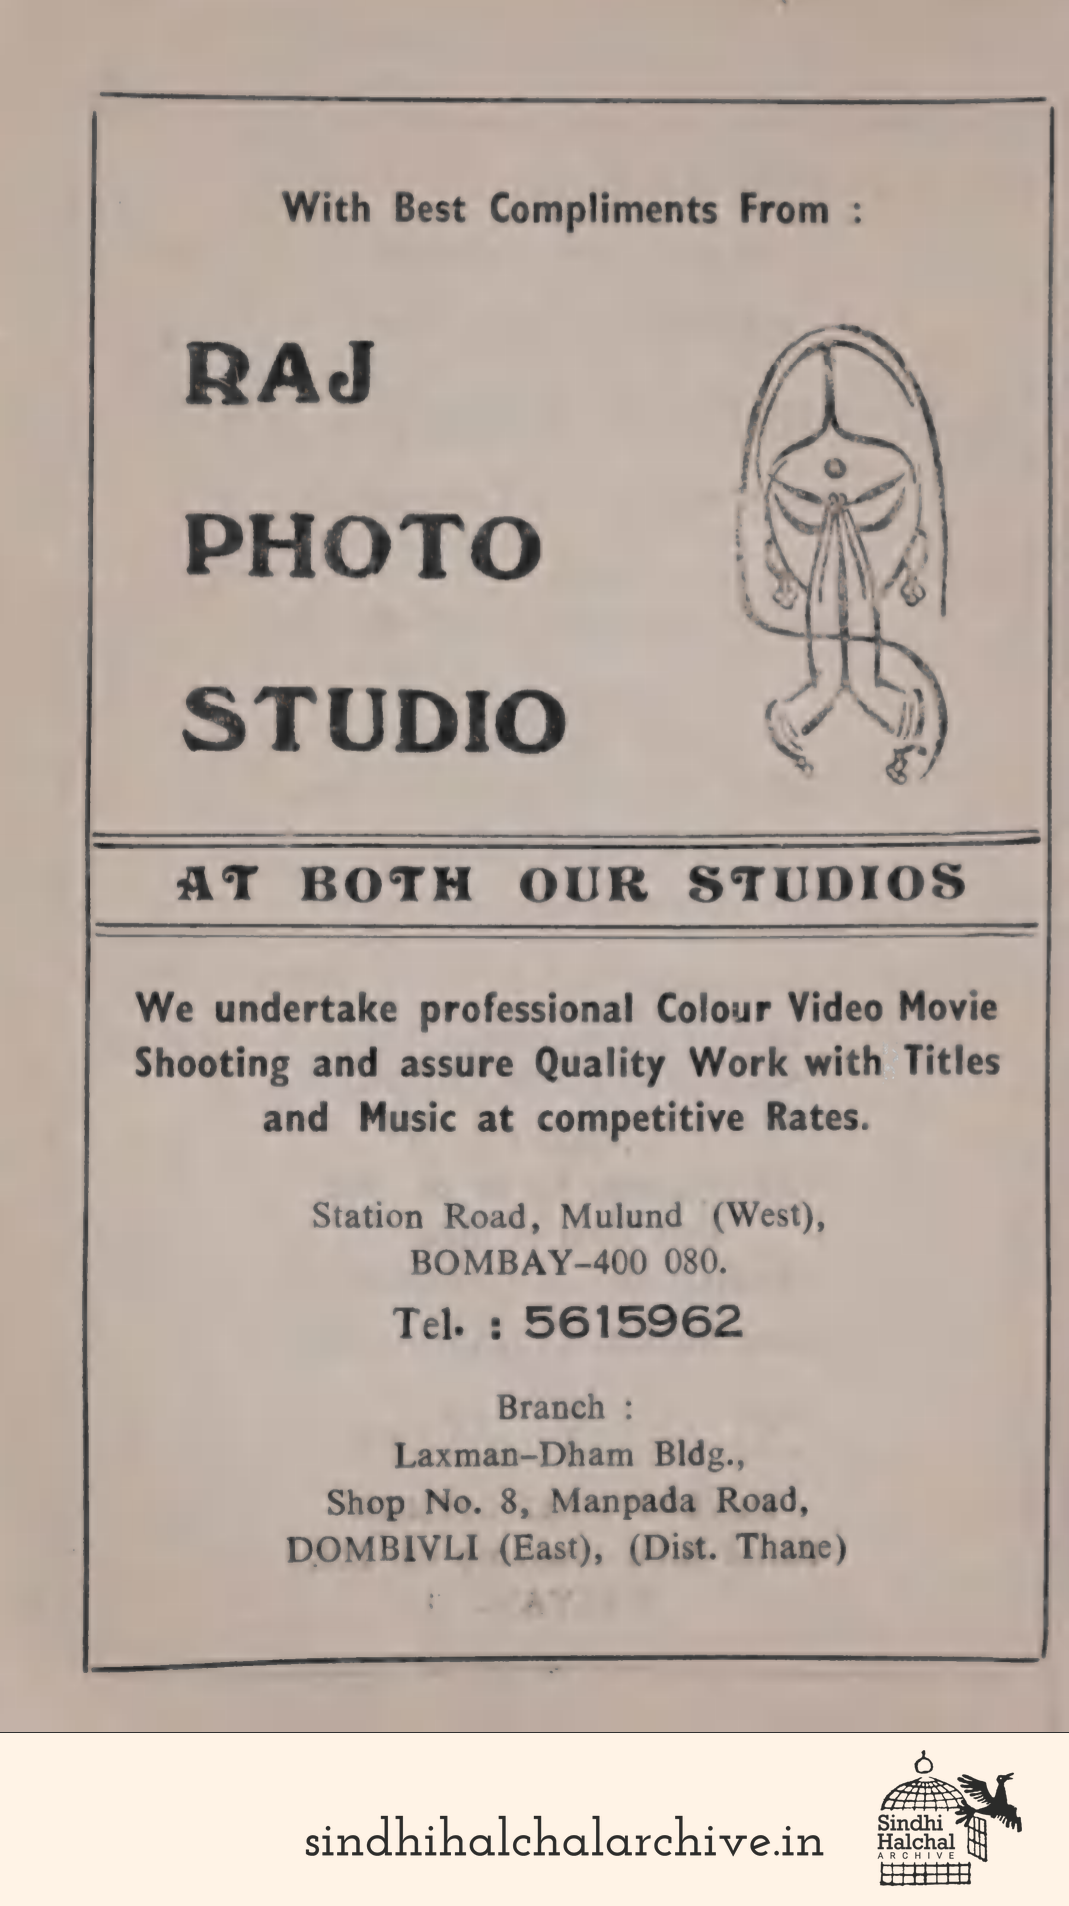 With Best Compliments From :
RAJ
PHOTO
STUDIO
AT BOTH OUR STUDIOS
We undertake professional Colour Video Movie
Shooting and assure Quality Work with Titles
and Music at competitive Rates.
Station Road, Mulund (West),
BOMBAY-400 080.
Tel. : 5615962
Branch :
Laxman-Dham Bldg.,
Shop No. 8, Manpada Road,
DOMBIVLI (East), (Dist. Thane)
sindhihalchalarchive.in
Sindhi
Halchal
ARCHIVE